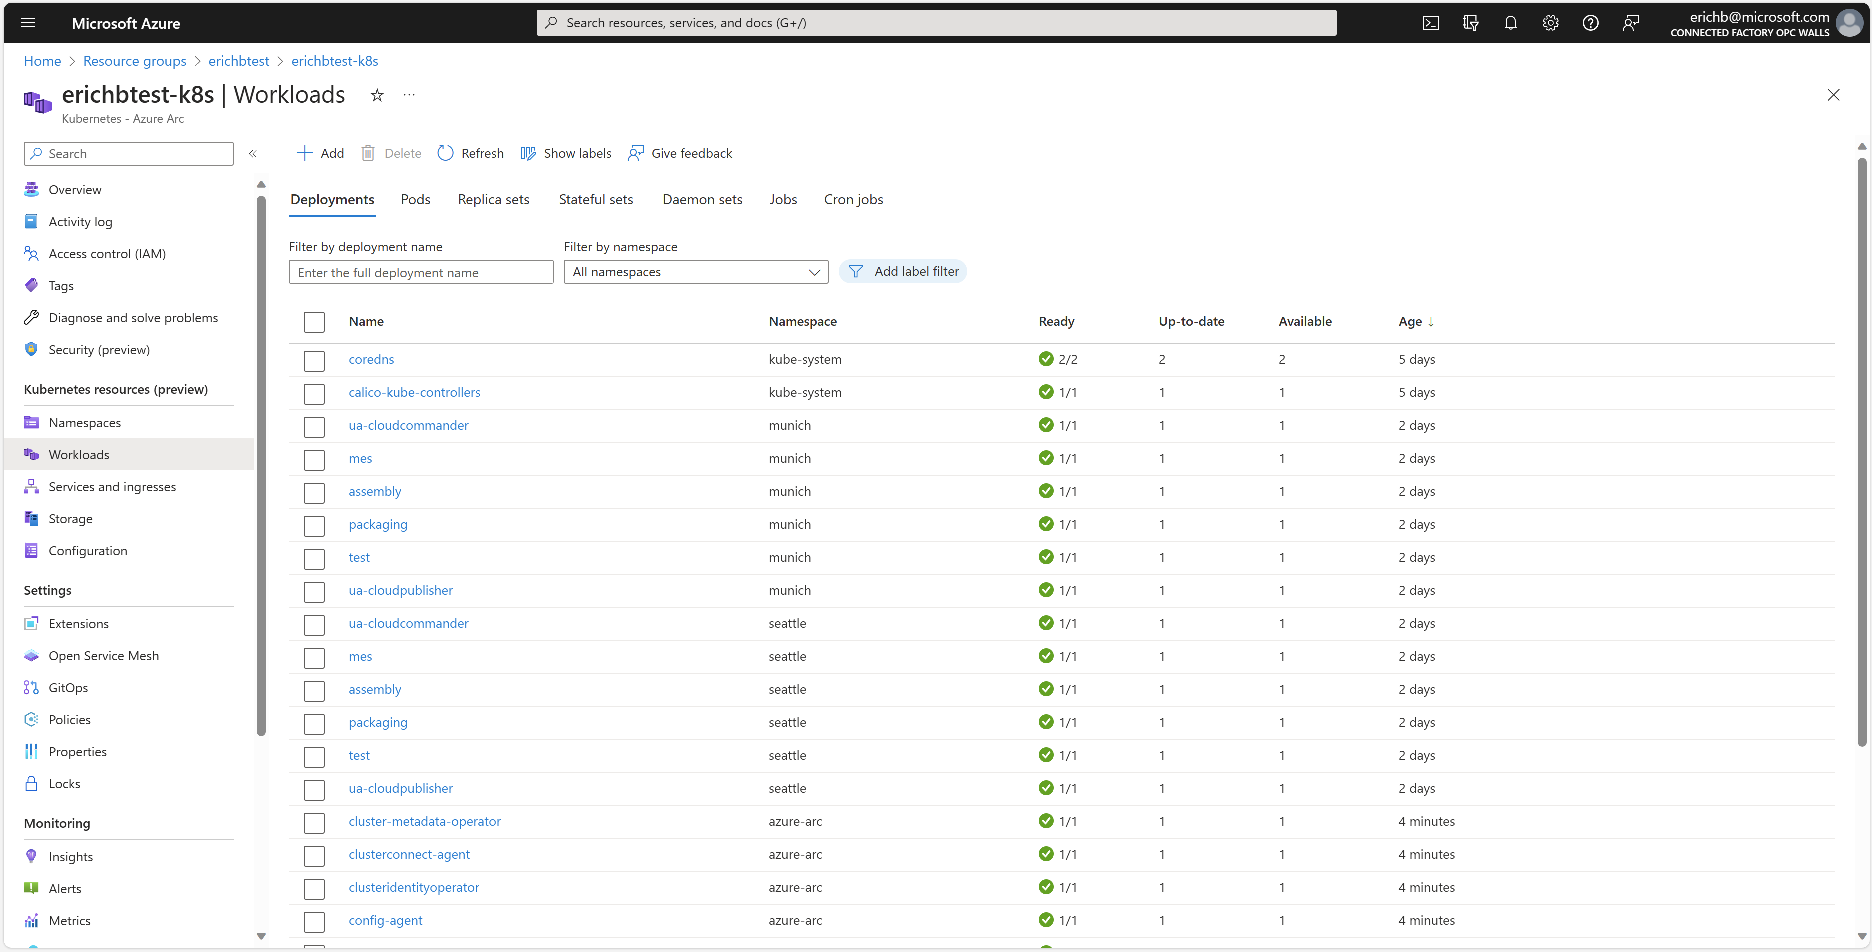 Microsoft Azure
Search resources, services, and docs (G+/)
erichb@microsoft.com
CONNECTED FACTORY OPC WALLS
Home > Resource groups > erichbtest > erichbtest-k8s
erichbtest-k8s | Workloads
Kubernetes - Azure Arc
Search
Overview
Activity log
Access control (IAM)
Tags
Diagnose and solve problems
Security (preview)
Kubernetes resources (preview)
Namespaces
Workloads
Services and ingresses
Storage
Configuration
Settings
Extensions
Open Service Mesh
GitOps
Policies
Properties
Locks
Monitoring
Insights
Alerts
Metrics
Add Delete Refresh Show labels Give feedback
Deployments Pods Replica sets Stateful sets Daemon sets Jobs Cron jobs
Filter by deployment name Filter by namespace
Enter the full deployment name All namespaces Add label filter
Name Namespace Ready Up-to-date Available Age ↓
coredns kube-system 2/2 2 2 5 days
calico-kube-controllers kube-system 1/1 1 1 5 days
ua-cloudcommander munich 1/1 1 1 2 days
mes munich 1/1 1 1 2 days
assembly munich 1/1 1 1 2 days
packaging munich 1/1 1 1 2 days
test munich 1/1 1 1 2 days
ua-cloudpublisher munich 1/1 1 1 2 days
ua-cloudcommander seattle 1/1 1 1 2 days
mes seattle 1/1 1 1 2 days
assembly seattle 1/1 1 1 2 days
packaging seattle 1/1 1 1 2 days
test seattle 1/1 1 1 2 days
ua-cloudpublisher seattle 1/1 1 1 2 days
cluster-metadata-operator azure-arc 1/1 1 1 4 minutes
clusterconnect-agent azure-arc 1/1 1 1 4 minutes
clusteridentityoperator azure-arc 1/1 1 1 4 minutes
config-agent azure-arc 1/1 1 1 4 minutes